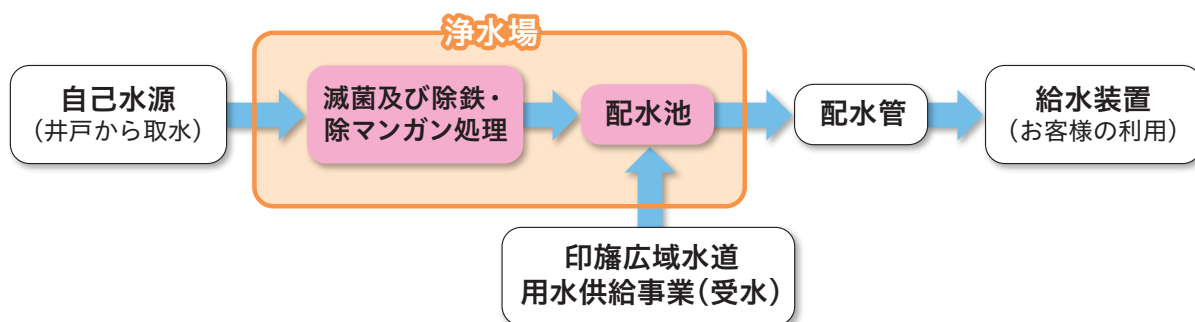 浄水場
自己水源
（井戸から取水）
滅菌及び除鉄・
除マンガン処理
配水池
配水管
給水装置
（お客様の利用）
印旛広域水道
用水供給事業（受水）